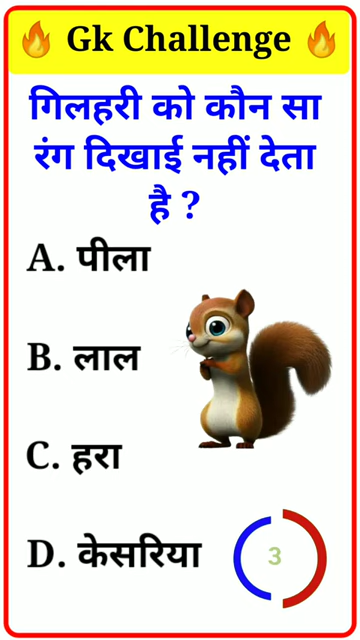 🔥 Gk Challenge 🔥
गिलहरी को कौन सा
रंग दिखाई नहीं देता
है ?
A. पीला
B. लाल
C. हरा
D. केसरिया
3